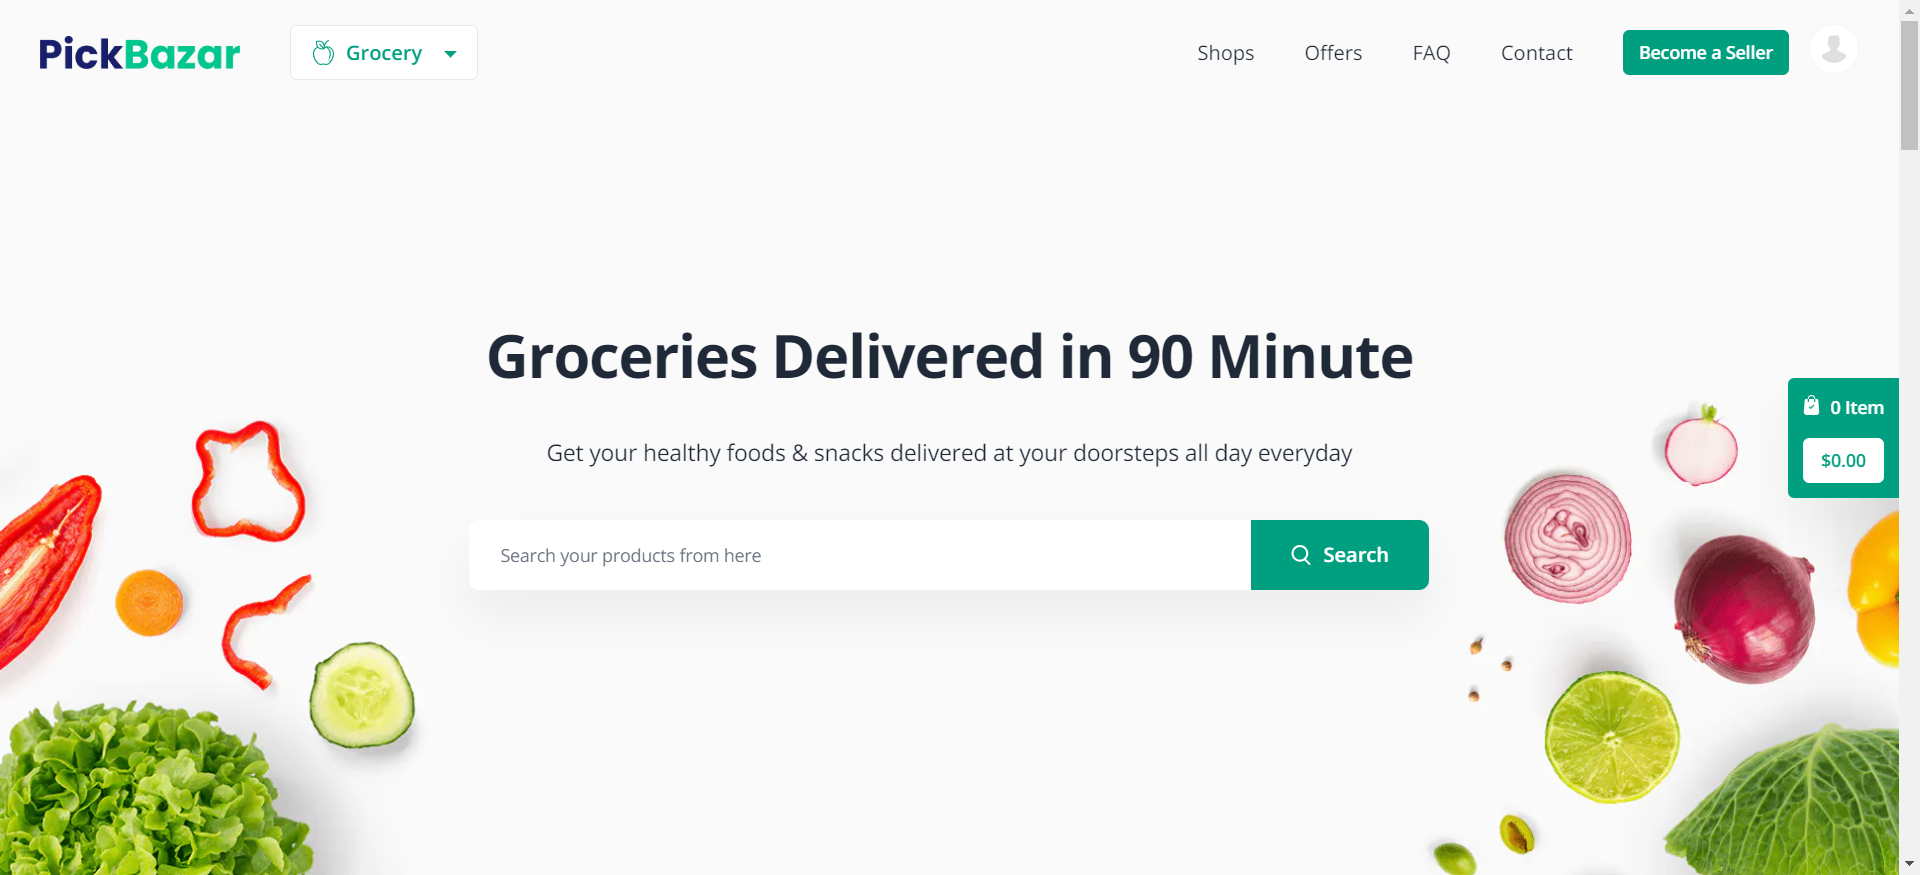 PickBazar
Grocery
Shops
Offers
FAQ
Contact
Become a Seller
Groceries Delivered in 90 Minute
0 Item
Get your healthy foods & snacks delivered at your doorsteps all day everyday
$0.00
Search your products from here
Search